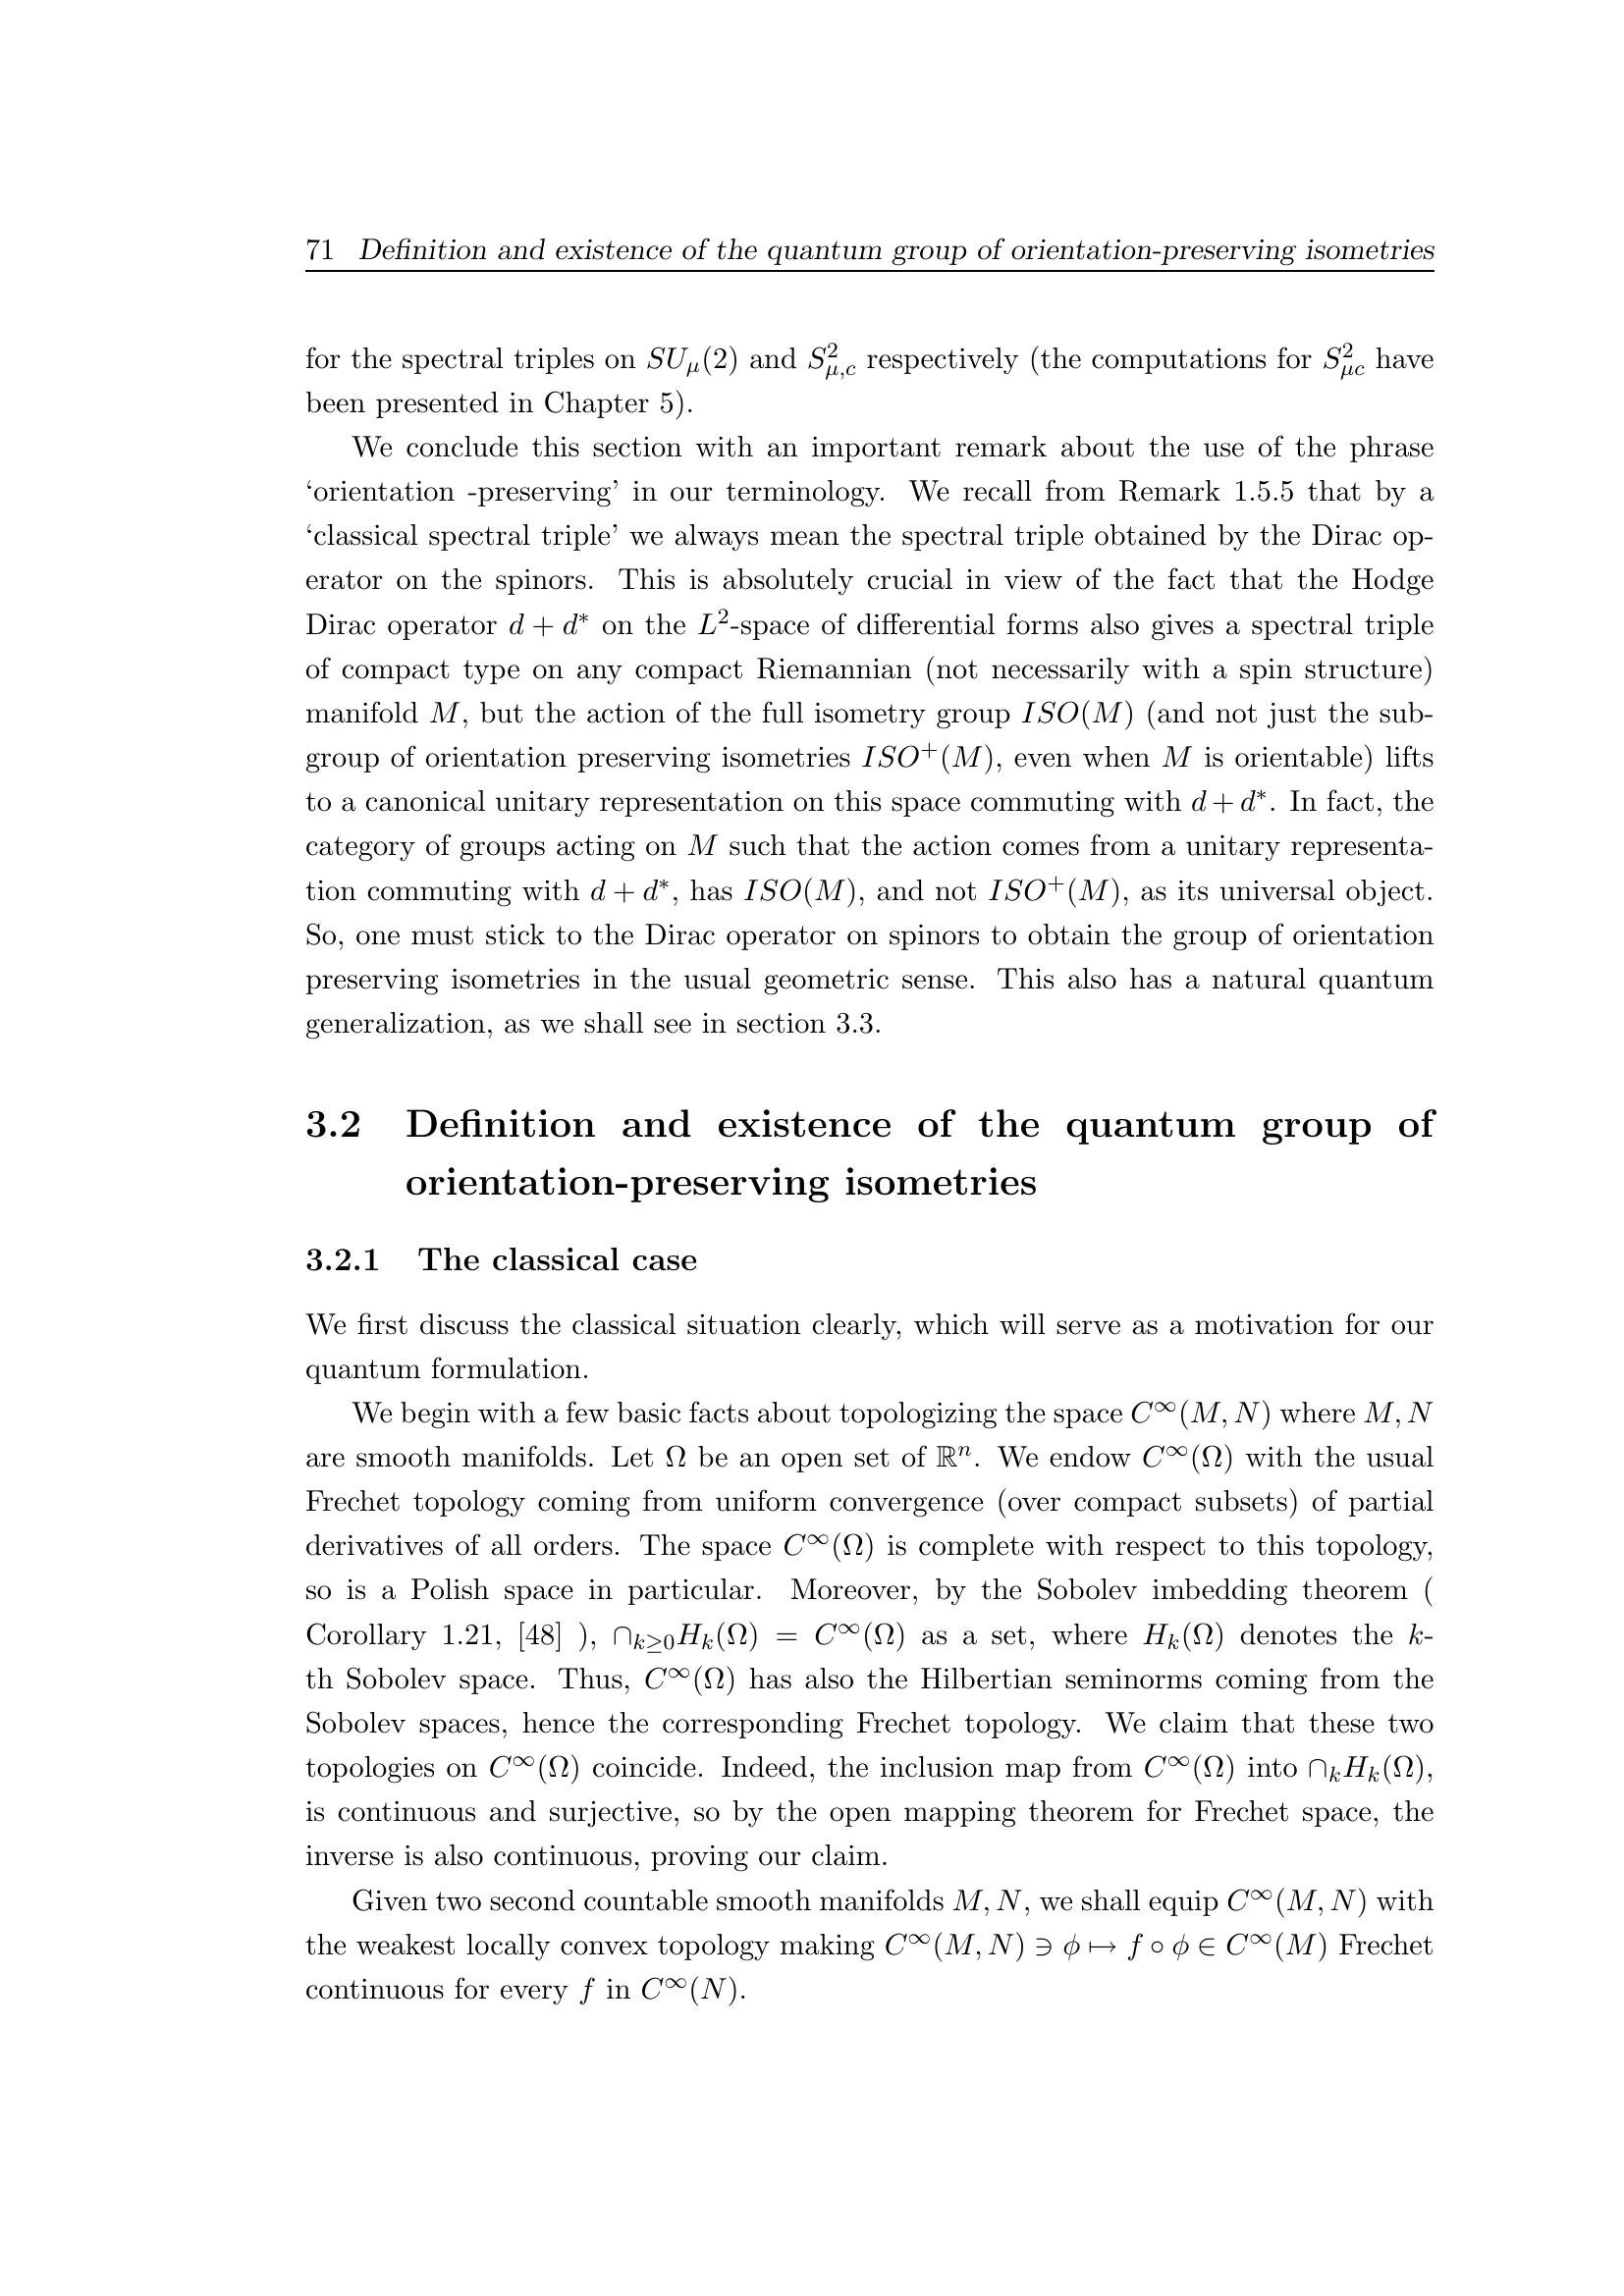 71 Definition and existence of the quantum group of orientation-preserving isometries
for the spectral triples on $SU_\mu(2)$ and $S^2_{\mu,c}$ respectively (the computations for $S^2_{\mu c}$ have
been presented in Chapter 5).
We conclude this section with an important remark about the use of the phrase
‘orientation -preserving’ in our terminology. We recall from Remark 1.5.5 that by a
‘classical spectral triple’ we always mean the spectral triple obtained by the Dirac op-
erator on the spinors. This is absolutely crucial in view of the fact that the Hodge
Dirac operator $d + d^*$ on the $L^2$-space of differential forms also gives a spectral triple
of compact type on any compact Riemannian (not necessarily with a spin structure)
manifold $M$, but the action of the full isometry group $ISO(M)$ (and not just the sub-
group of orientation preserving isometries $ISO^+(M)$, even when $M$ is orientable) lifts
to a canonical unitary representation on this space commuting with $d + d^*$. In fact, the
category of groups acting on $M$ such that the action comes from a unitary representa-
tion commuting with $d + d^*$, has $ISO(M)$, and not $ISO^+(M)$, as its universal object.
So, one must stick to the Dirac operator on spinors to obtain the group of orientation
preserving isometries in the usual geometric sense. This also has a natural quantum
generalization, as we shall see in section 3.3.
3.2 Definition and existence of the quantum group of
orientation-preserving isometries
3.2.1 The classical case
We first discuss the classical situation clearly, which will serve as a motivation for our
quantum formulation.
We begin with a few basic facts about topologizing the space $C^\infty(M, N)$ where $M, N$
are smooth manifolds. Let $\Omega$ be an open set of $\mathbb{R}^n$. We endow $C^\infty(\Omega)$ with the usual
Frechet topology coming from uniform convergence (over compact subsets) of partial
derivatives of all orders. The space $C^\infty(\Omega)$ is complete with respect to this topology,
so is a Polish space in particular. Moreover, by the Sobolev imbedding theorem (
Corollary 1.21, [48] ), $\cap_{k \geq 0} H_k(\Omega) = C^\infty(\Omega)$ as a set, where $H_k(\Omega)$ denotes the $k$-
th Sobolev space. Thus, $C^\infty(\Omega)$ has also the Hilbertian seminorms coming from the
Sobolev spaces, hence the corresponding Frechet topology. We claim that these two
topologies on $C^\infty(\Omega)$ coincide. Indeed, the inclusion map from $C^\infty(\Omega)$ into $\cap_k H_k(\Omega)$,
is continuous and surjective, so by the open mapping theorem for Frechet space, the
inverse is also continuous, proving our claim.
Given two second countable smooth manifolds $M, N$, we shall equip $C^\infty(M, N)$ with
the weakest locally convex topology making $C^\infty(M, N) \ni \phi \mapsto f \circ \phi \in C^\infty(M)$ Frechet
continuous for every $f$ in $C^\infty(N)$.